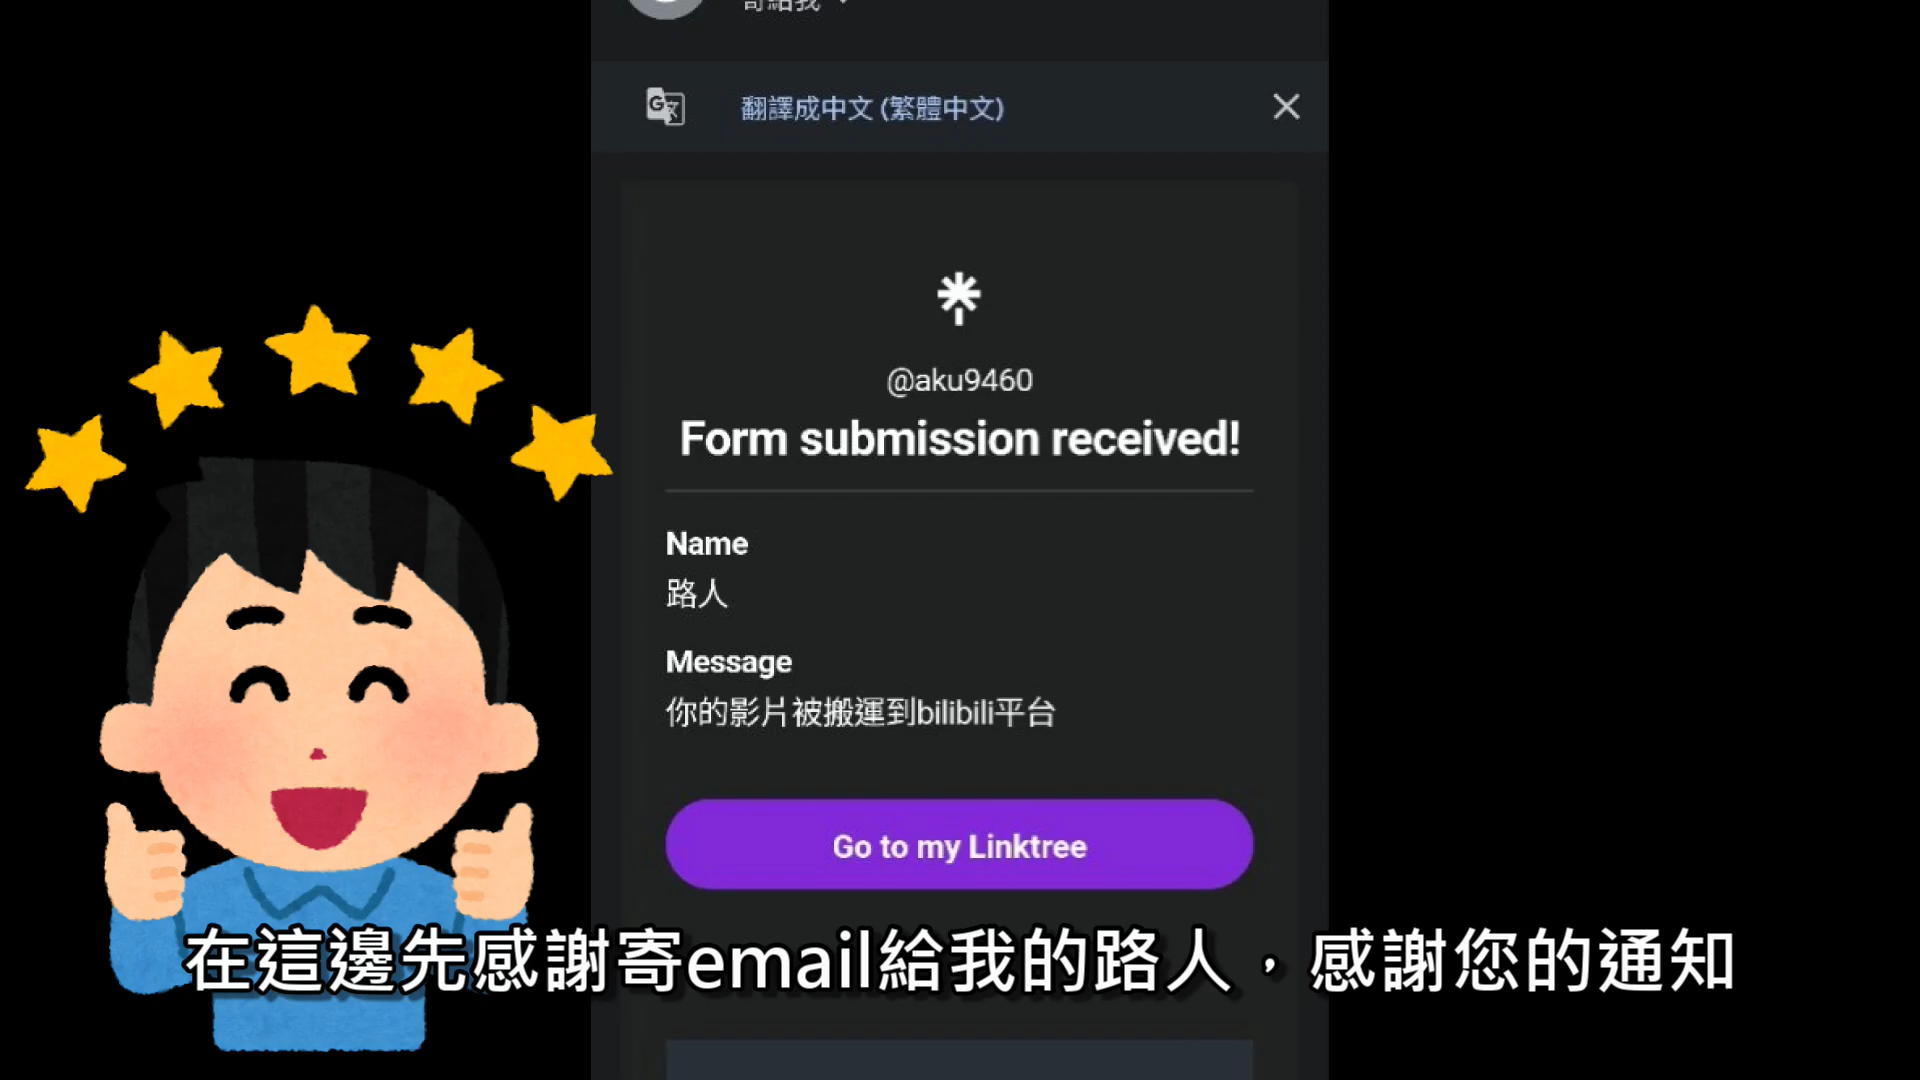 寄給我
翻譯成中文 (繁體中文)
@aku9460
Form submission received!
Name
路人
Message
你的影片被搬運到bilibili平台
Go to my Linktree
在這邊先感謝寄email給我的路人，感謝您的通知